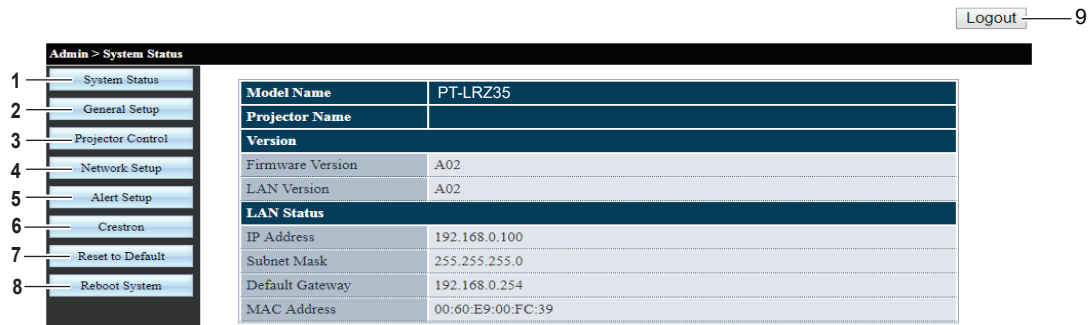 Logout 9
Admin > System Status
1 System Status
2 General Setup
3 Projector Control
4 Network Setup
5 Alert Setup
6 Crestron
7 Reset to Default
8 Reboot System
Model Name PT-LRZ35
Projector Name
Version
Firmware Version A02
LAN Version A02
LAN Status
IP Address 192.168.0.100
Subnet Mask 255.255.255.0
Default Gateway 192.168.0.254
MAC Address 00:60:E9:00:FC:39